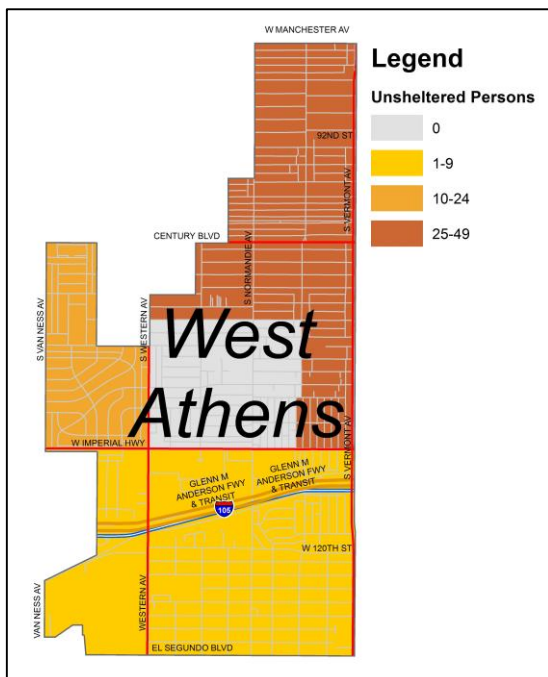 W MANCHESTER AV
Legend
Unsheltered Persons
0
1-9
10-24
25-49
92ND ST
S VERMONT AV
CENTURY BLVD
S NORMANDIE AV
S VAN NESS AV
S WESTERN AV
West
Athens
W IMPERIAL HWY
S VERMONT AV
GLENN M
ANDERSON FWY
& TRANSIT
GLENN M
ANDERSON FWY
& TRANSIT
105
W 120TH ST
VAN NESS AV
WESTERN AV
EL SEGUNDO BLVD